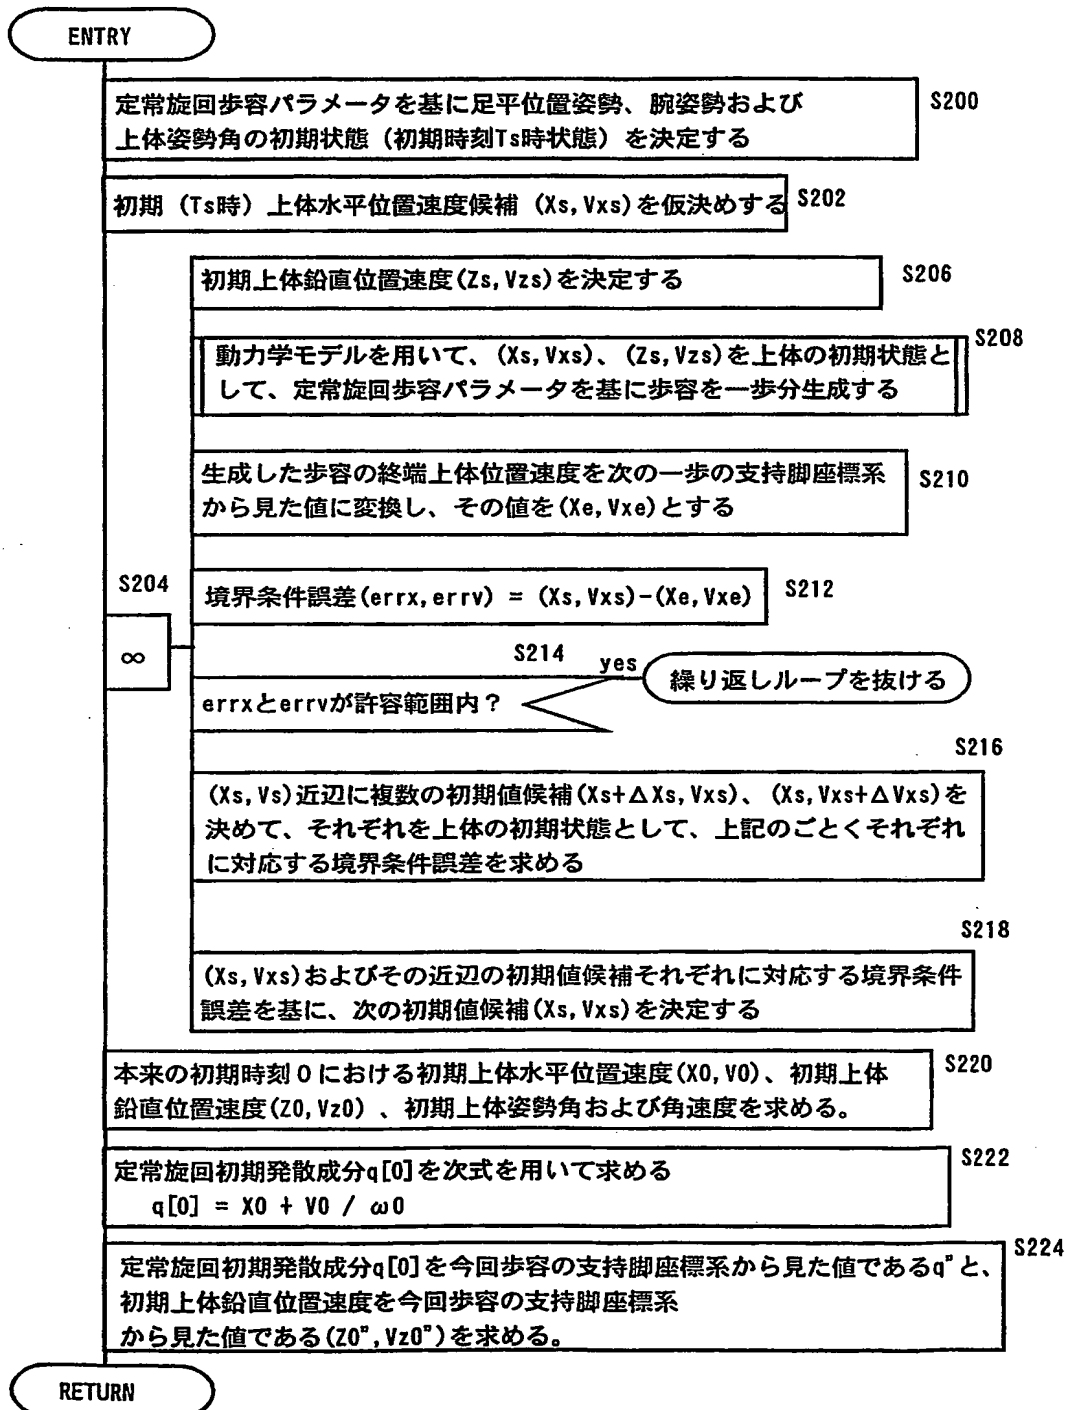 ENTRY
定常旋回歩容パラメータを基に足平位置姿勢、腕姿勢および
上体姿勢角の初期状態（初期時刻Ts時状態）を決定する
S200
初期（Ts時）上体水平位置速度候補（Xs,Vxs)を仮決めする
S202
初期上体鉛直位置速度(Zs,Vzs)を決定する
S206
動力学モデルを用いて、(Xs,Vxs)、(Zs,Vzs)を上体の初期状態と
して、定常旋回歩容パラメータを基に歩容を一歩分生成する
S208
生成した歩容の終端上体位置速度を次の一歩の支持脚座標系
から見た値に変換し、その値を(Xe,Vxe)とする
S210
S204
∞
境界条件誤差(errx,errv) = (Xs,Vxs)-(Xe,Vxe)
S212
S214
errxとerrvが許容範囲内？
yes
繰り返しループを抜ける
S216
(Xs,Vs)近辺に複数の初期値候補(Xs+ΔXs,Vxs)、(Xs,Vxs+ΔVxs)を
決めて、それぞれを上体の初期状態として、上記のごとくそれぞれ
に対応する境界条件誤差を求める
S218
(Xs,Vxs)およびその近辺の初期値候補それぞれに対応する境界条件
誤差を基に、次の初期値候補(Xs,Vxs)を決定する
本来の初期時刻０における初期上体水平位置速度(X0,V0)、初期上体
鉛直位置速度(Z0,Vz0)、初期上体姿勢角および角速度を求める。
S220
定常旋回初期発散成分q[0]を次式を用いて求める
q[0] = X0 + V0 / ω0
S222
定常旋回初期発散成分q[0]を今回歩容の支持脚座標系から見た値であるq"と、
初期上体鉛直位置速度を今回歩容の支持脚座標系
から見た値である(Z0",Vz0")を求める。
S224
RETURN